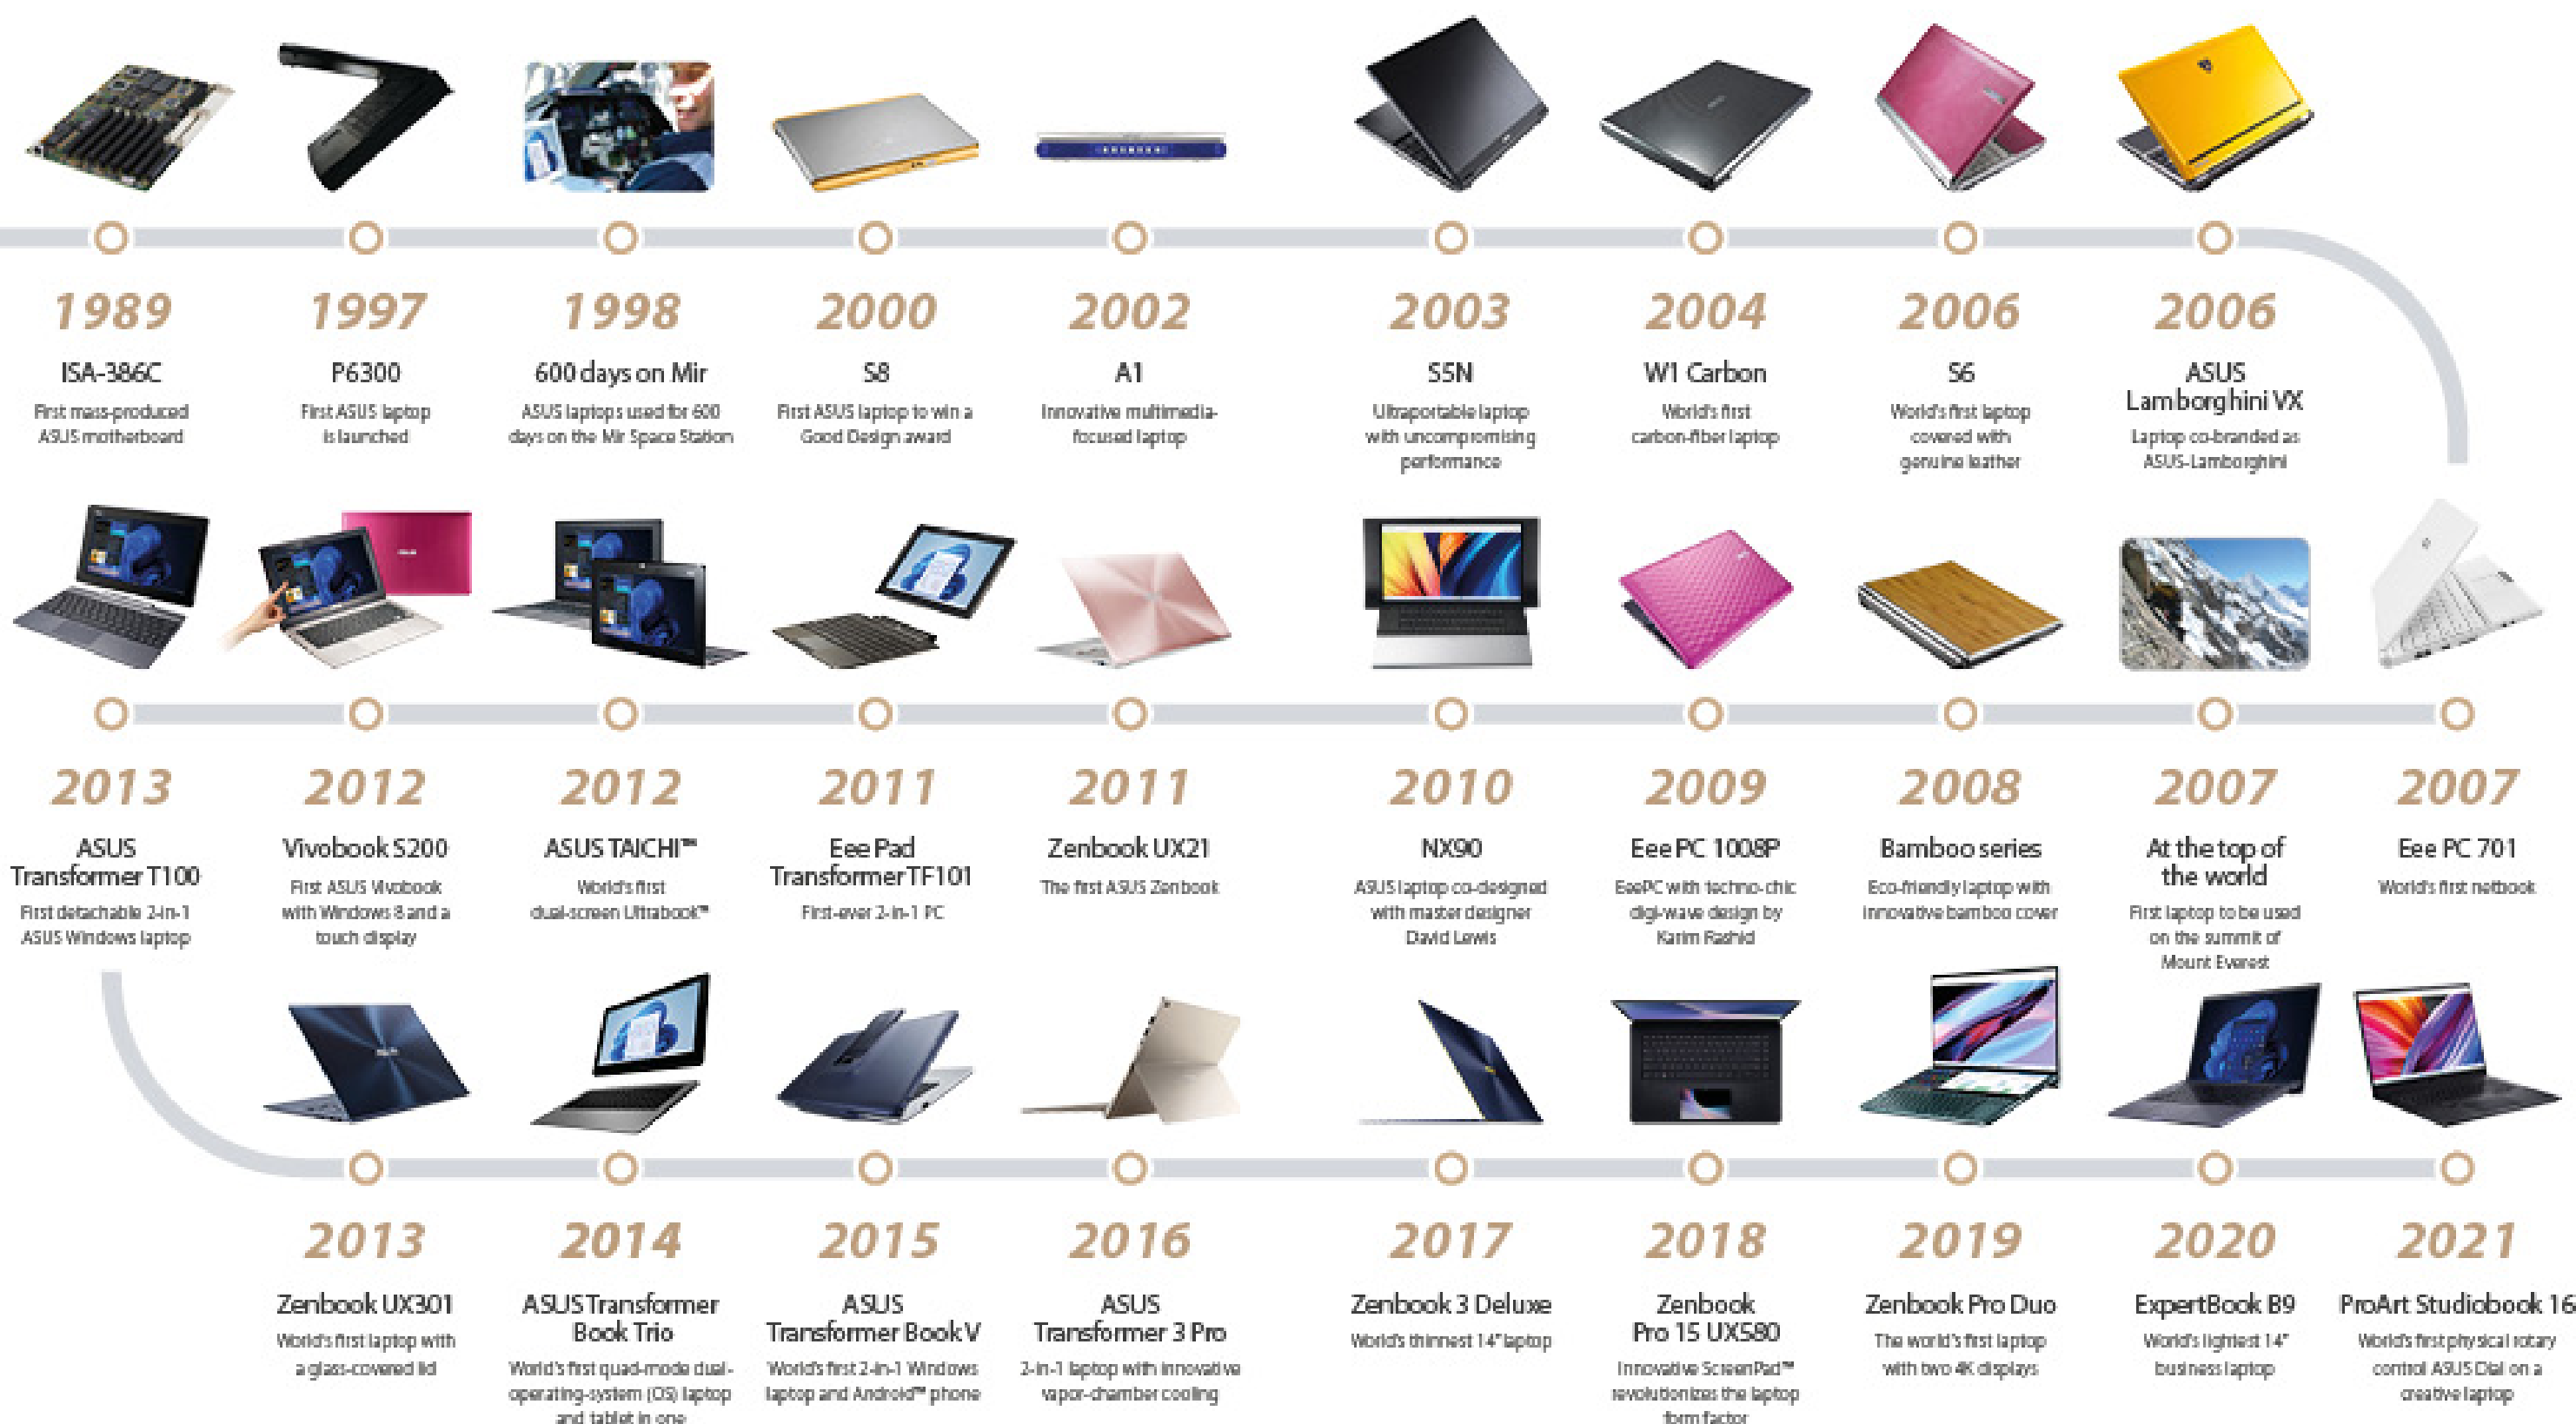 1989
ISA-386C
First mass-produced
ASUS motherboard
1997
P6300
First ASUS laptop
is launched
1998
600 days on Mir
ASUS laptops used for 600
days on the Mir Space Station
2000
S8
First ASUS laptop to win a
Good Design award
2002
A1
Innovative multimedia-
focused laptop
2003
S5N
Ultraportable laptop
with uncompromising
performance
2004
W1 Carbon
World's first
carbon-fiber laptop
2006
S6
World's first laptop
covered with
genuine leather
2006
ASUS
Lamborghini VX
Laptop co-branded as
ASUS-Lamborghini
2013
ASUS
Transformer T100
First detachable 2-in-1
ASUS Windows laptop
2012
Vivobook S200
First ASUS Vivobook
with Windows 8 and a
touch display
2012
ASUS TAICHI™
World's first
dual-screen Ultrabook™
2011
Eee Pad
Transformer TF101
First-ever 2-in-1 PC
2011
Zenbook UX21
The first ASUS Zenbook
2010
NX90
ASUS laptop co-designed
with master designer
David Lewis
2009
Eee PC 1008P
EeePC with techno-chic
digi-wave design by
Karim Rashid
2008
Bamboo series
Eco-friendly laptop with
innovative bamboo cover
2007
At the top of
the world
First laptop to be used
on the summit of
Mount Everest
2007
Eee PC 701
World's first netbook
2013
Zenbook UX301
World's first laptop with
a glass-covered lid
2014
ASUS Transformer
Book Trio
World's first quad-mode dual-
operating-system (OS) laptop
and tablet in one
2015
ASUS
Transformer Book V
World's first 2-in-1 Windows
laptop and Android™ phone
2016
ASUS
Transformer 3 Pro
2-in-1 laptop with innovative
vapor-chamber cooling
2017
Zenbook 3 Deluxe
World's thinnest 14" laptop
2018
Zenbook
Pro 15 UX580
Innovative ScreenPad™
revolutionizes the laptop
form factor
2019
Zenbook Pro Duo
The world's first laptop
with two 4K displays
2020
ExpertBook B9
World's lightest 14"
business laptop
2021
ProArt Studiobook 16
World's first physical rotary
control ASUS Dial on a
creative laptop